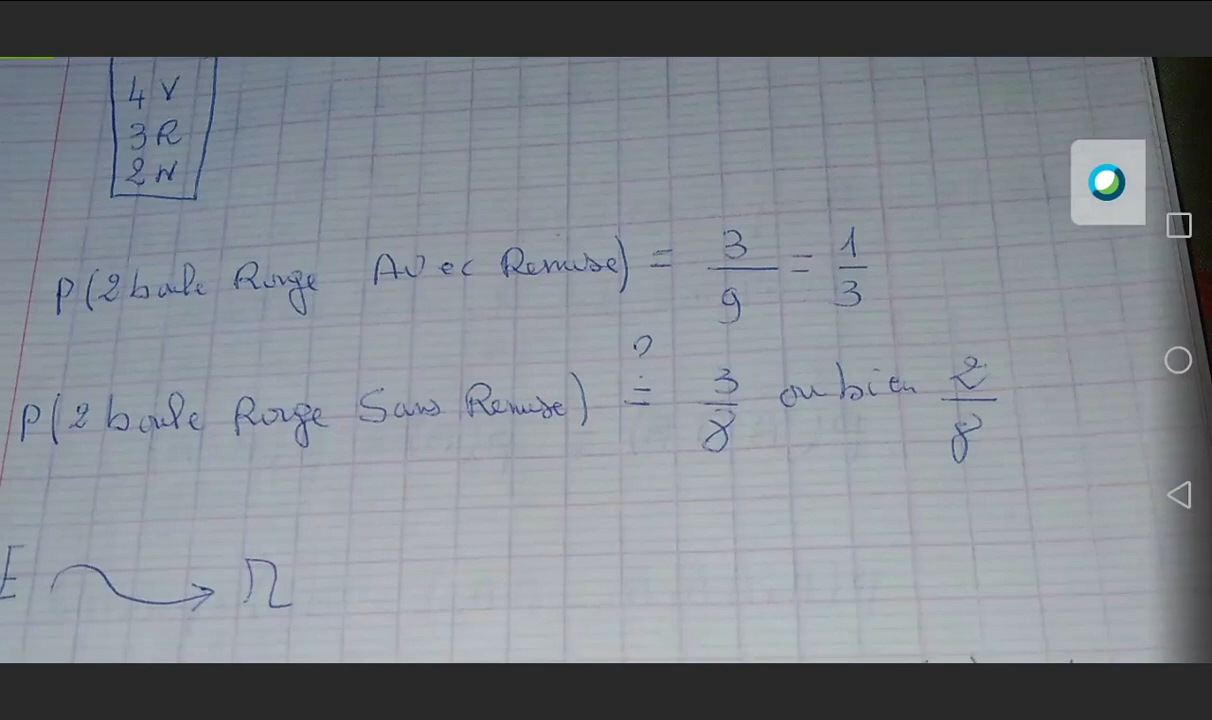 4 V
3 R
2 N
P(2 boule Rouge Avec Remise) = 3/9 = 1/3
P(2 boule Rouge Sans Remise) =? 3/8 ou bien 2/8
E → Ω